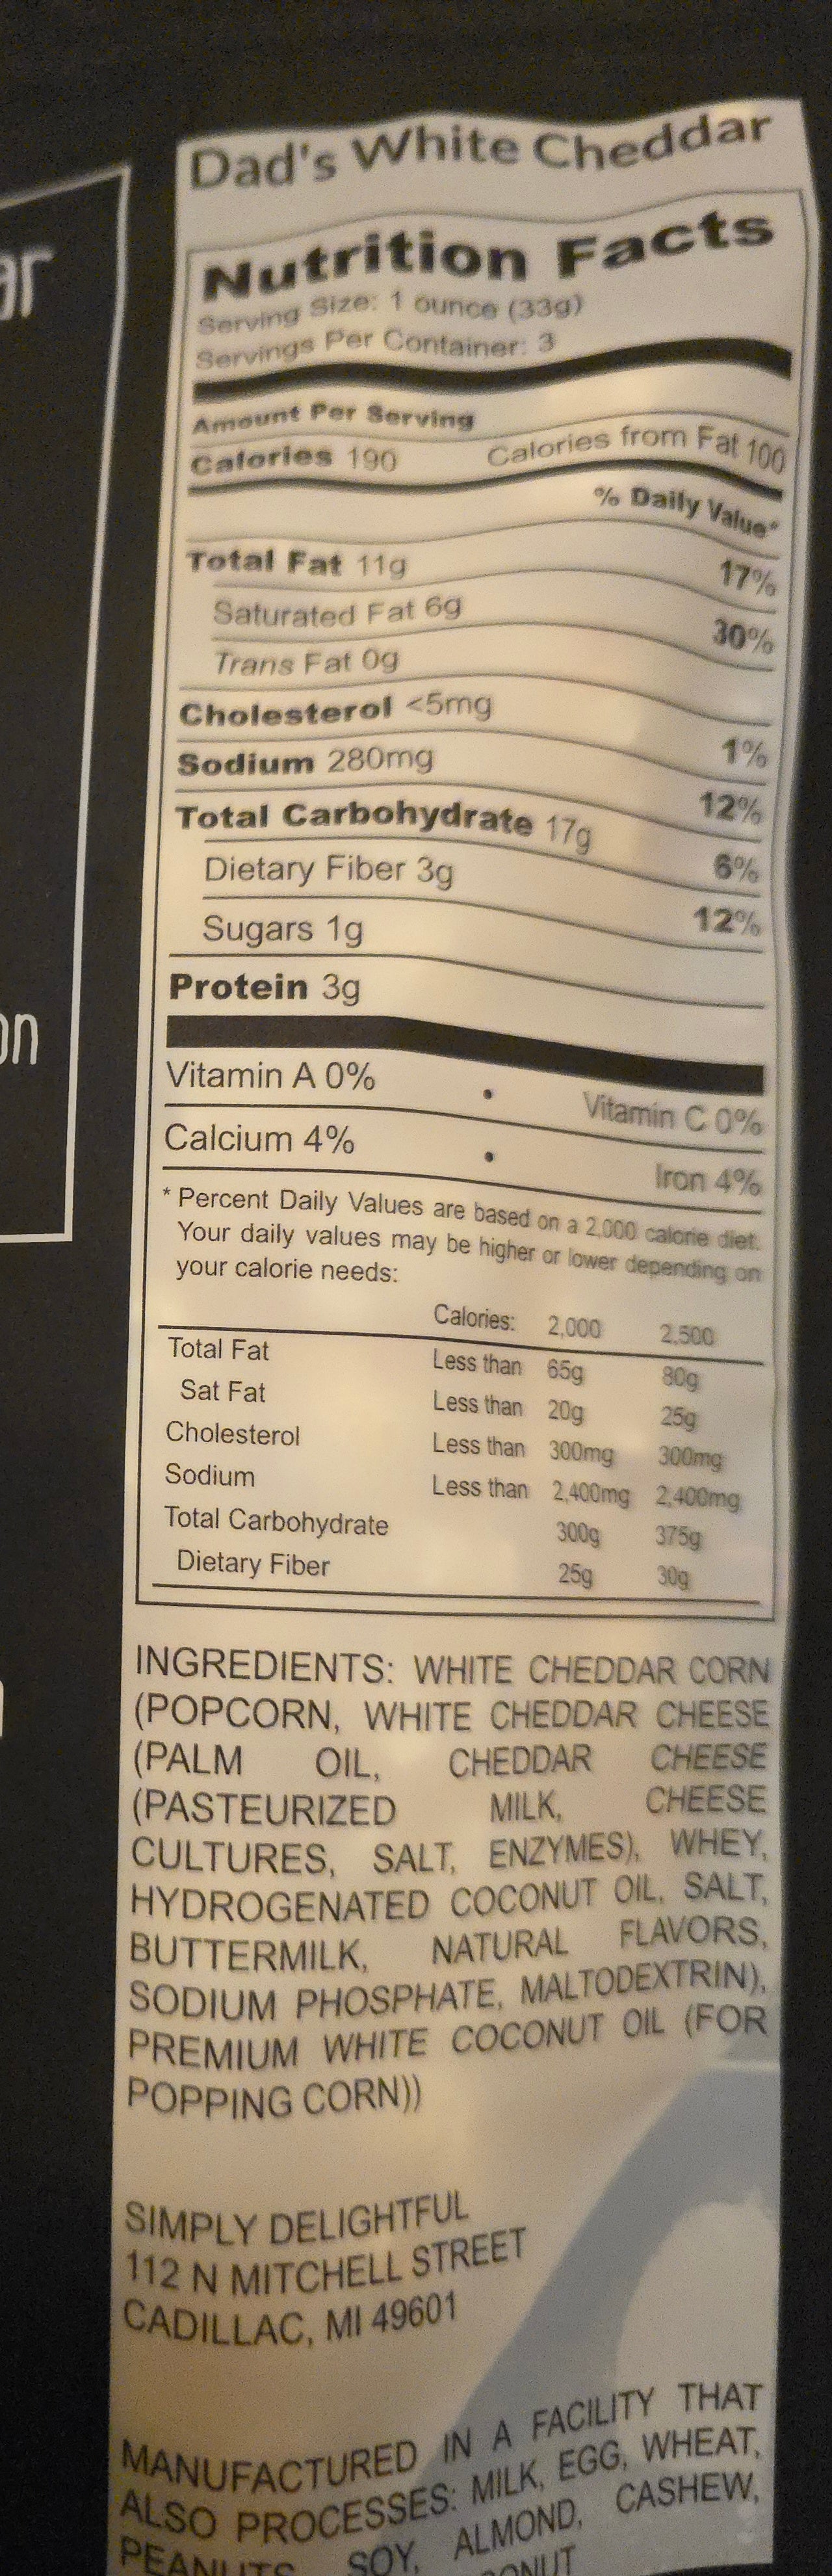 Dad's White Cheddar
Nutrition Facts
Serving Size: 1 ounce (33g)
Servings Per Container: 3
Amount Per Serving
Calories 190 Calories from Fat 100
% Daily Value*
Total Fat 11g 17%
Saturated Fat 6g 30%
Trans Fat 0g
Cholesterol <5mg 1%
Sodium 280mg 12%
Total Carbohydrate 17g 6%
Dietary Fiber 3g 12%
Sugars 1g
Protein 3g
Vitamin A 0% • Vitamin C 0%
Calcium 4% • Iron 4%
* Percent Daily Values are based on a 2,000 calorie diet.
Your daily values may be higher or lower depending on
your calorie needs:
Calories: 2,000 2,500
Total Fat Less than 65g 80g
Sat Fat Less than 20g 25g
Cholesterol Less than 300mg 300mg
Sodium Less than 2,400mg 2,400mg
Total Carbohydrate 300g 375g
Dietary Fiber 25g 30g
INGREDIENTS: WHITE CHEDDAR CORN
(POPCORN, WHITE CHEDDAR CHEESE
(PALM OIL, CHEDDAR CHEESE
(PASTEURIZED MILK, CHEESE
CULTURES, SALT, ENZYMES), WHEY,
HYDROGENATED COCONUT OIL, SALT,
BUTTERMILK, NATURAL FLAVORS,
SODIUM PHOSPHATE, MALTODEXTRIN),
PREMIUM WHITE COCONUT OIL (FOR
POPPING CORN))
SIMPLY DELIGHTFUL
112 N MITCHELL STREET
CADILLAC, MI 49601
MANUFACTURED IN A FACILITY THAT
ALSO PROCESSES: MILK, EGG, WHEAT,
PEANUTS, SOY, ALMOND, CASHEW,